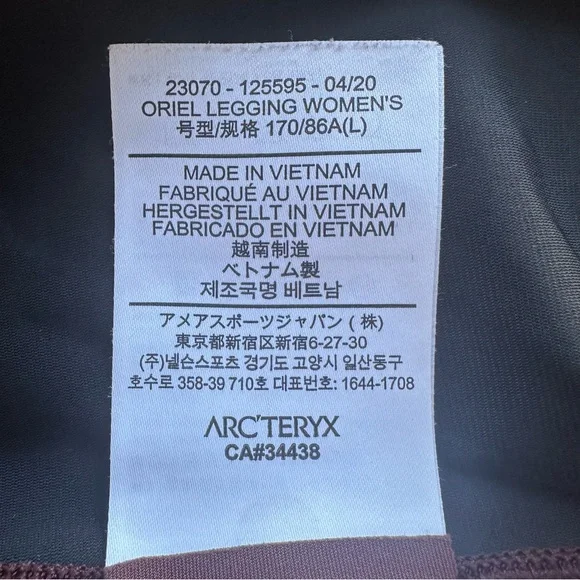 23070 - 125595 - 04/20
ORIEL LEGGING WOMEN'S
号型/规格 170/86A(L)
MADE IN VIETNAM
FABRIQUÉ AU VIETNAM
HERGESTELLT IN VIETNAM
FABRICADO EN VIETNAM
越南制造
ベトナム製
제조국명 베트남
アメアスポーツジャパン ( 株)
東京都新宿区新宿6-27-30
(주)넬슨스포츠 경기도 고양시 일산동구
호수로 358-39 710호 대표번호: 1644-1708
ARC'TERYX
CA#34438